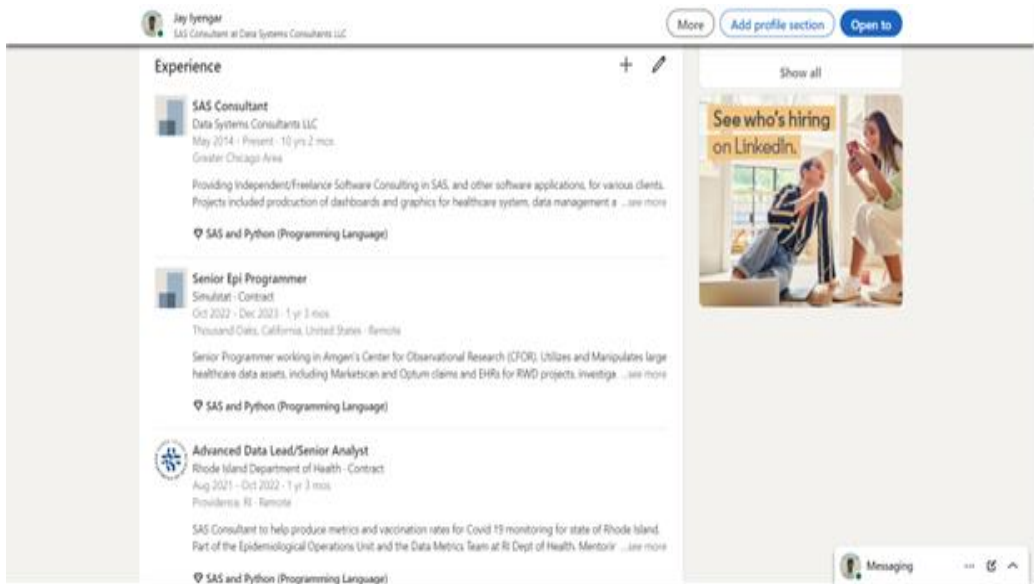 Jay Iyengar
SAS Consultant at Data Systems Consultants LLC
More
Add profile section
Open to
Experience
SAS Consultant
Data Systems Consultants LLC
May 2014 - Present · 10 yrs 2 mos
Greater Chicago Area
Providing Independent/Freelance Software Consulting in SAS, and other software applications, for various clients.
Projects included prodcuction of dashboards and graphics for healthcare system, data management a ...see more
SAS and Python (Programming Language)
Senior Epi Programmer
Simulstat · Contract
Oct 2022 - Dec 2023 · 1 yr 3 mos
Thousand Oaks, California, United States · Remote
Senior Programmer working in Amgen's Center for Observational Research (CFOR). Utilizes and Manipulates large
healthcare data assets, including Marketscan and Optum claims and EHRs for RWD projects, investiga ...see more
SAS and Python (Programming Language)
Advanced Data Lead/Senior Analyst
Rhode Island Department of Health · Contract
Aug 2021 - Oct 2022 · 1 yr 3 mos
Providence, RI · Remote
SAS Consultant to help produce metrics and vaccination rates for Covid 19 monitoring for state of Rhode Island.
Part of the Epidemiological Operations Unit and the Data Metrics Team at RI Dept of Health. Mentorir ...see more
SAS and Python (Programming Language)
Show all
See who's hiring
on LinkedIn.
Messaging